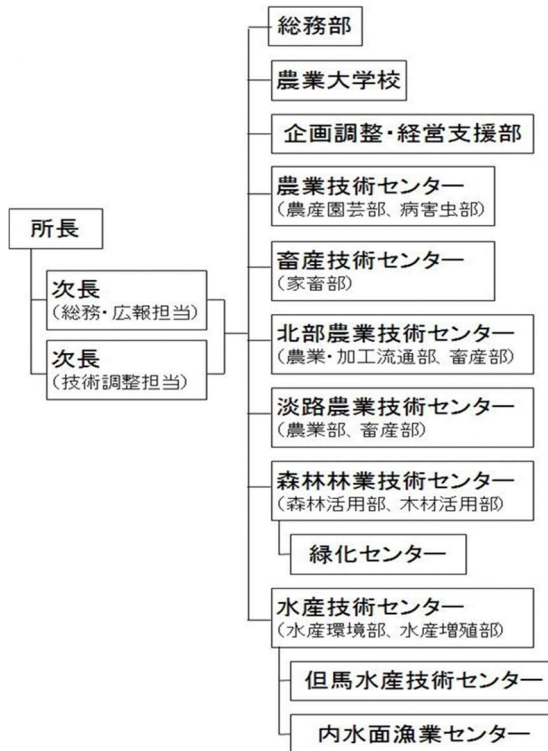 総務部
農業大学校
企画調整・経営支援部
農業技術センター
（農産園芸部、病害虫部）
所長
畜産技術センター
（家畜部）
次長
（総務・広報担当）
北部農業技術センター
（農業・加工流通部、畜産部）
次長
（技術調整担当）
淡路農業技術センター
（農業部、畜産部）
森林林業技術センター
（森林活用部、木材活用部）
緑化センター
水産技術センター
（水産環境部、水産増殖部）
但馬水産技術センター
内水面漁業センター